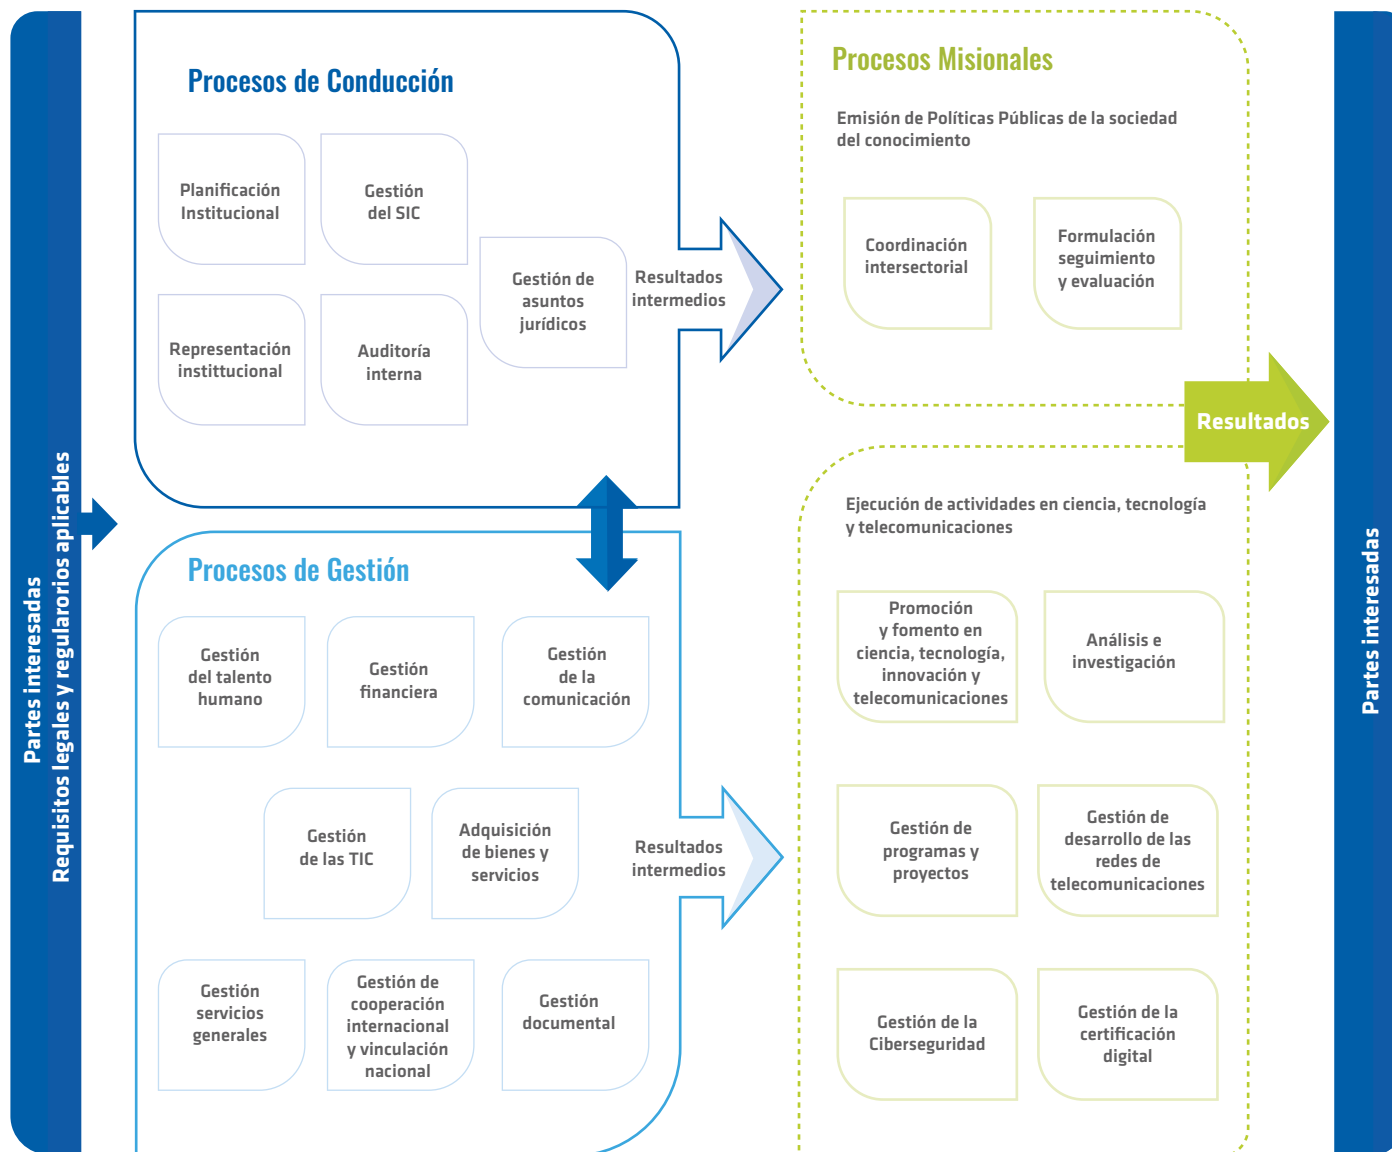 Partes interesadas
Requisitos legales y regularorios aplicables
Procesos de Conducción
Planificación
Institucional
Gestión
del SIC
Gestión de
asuntos
jurídicos
Representación
instittucional
Auditoría
interna
Resultados
intermedios
Procesos de Gestión
Gestión
del talento
humano
Gestión
financiera
Gestión
de la
comunicación
Gestión
de las TIC
Adquisición
de bienes y
servicios
Gestión
servicios
generales
Gestión de
cooperación
internacional
y vinculación
nacional
Gestión
documental
Resultados
intermedios
Procesos Misionales
Emisión de Políticas Públicas de la sociedad
del conocimiento
Coordinación
intersectorial
Formulación
seguimiento
y evaluación
Resultados
Ejecución de actividades en ciencia, tecnología
y telecomunicaciones
Promoción
y fomento en
ciencia, tecnología,
innovación y
telecomunicaciones
Análisis e
investigación
Gestión de
programas y
proyectos
Gestión de
desarrollo de las
redes de
telecomunicaciones
Gestión de la
Ciberseguridad
Gestión de la
certificación
digital
Partes interesadas